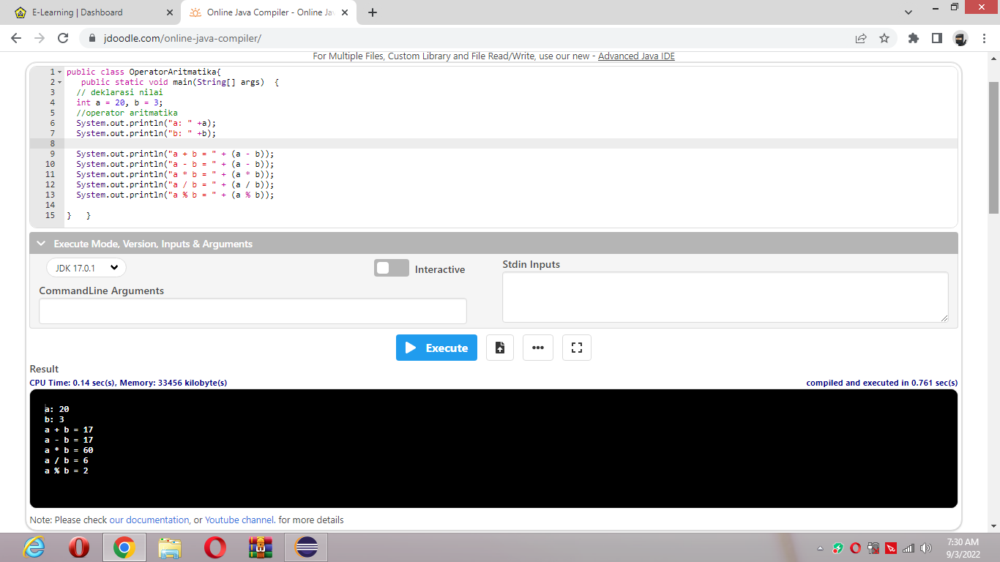 E-Learning | Dashboard
Online Java Compiler - Online Ja
jdoodle.com/online-java-compiler/
For Multiple Files, Custom Library and File Read/Write, use our new - Advanced Java IDE
1 public class OperatorAritmatika{
2 public static void main(String[] args) {
3 // deklarasi nilai
4 int a = 20, b = 3;
5 //operator aritmatika
6 System.out.println("a: " +a);
7 System.out.println("b: " +b);
8
9 System.out.println("a + b = " + (a - b));
10 System.out.println("a - b = " + (a - b));
11 System.out.println("a * b = " + (a * b));
12 System.out.println("a / b = " + (a / b));
13 System.out.println("a % b = " + (a % b));
14
15 } }
Execute Mode, Version, Inputs & Arguments
JDK 17.0.1
Interactive
Stdin Inputs
CommandLine Arguments
Execute
Result
CPU Time: 0.14 sec(s), Memory: 33456 kilobyte(s)
compiled and executed in 0.761 sec(s)
a: 20
b: 3
a + b = 17
a - b = 17
a * b = 60
a / b = 6
a % b = 2
Note: Please check our documentation, or Youtube channel. for more details
7:30 AM
9/3/2022